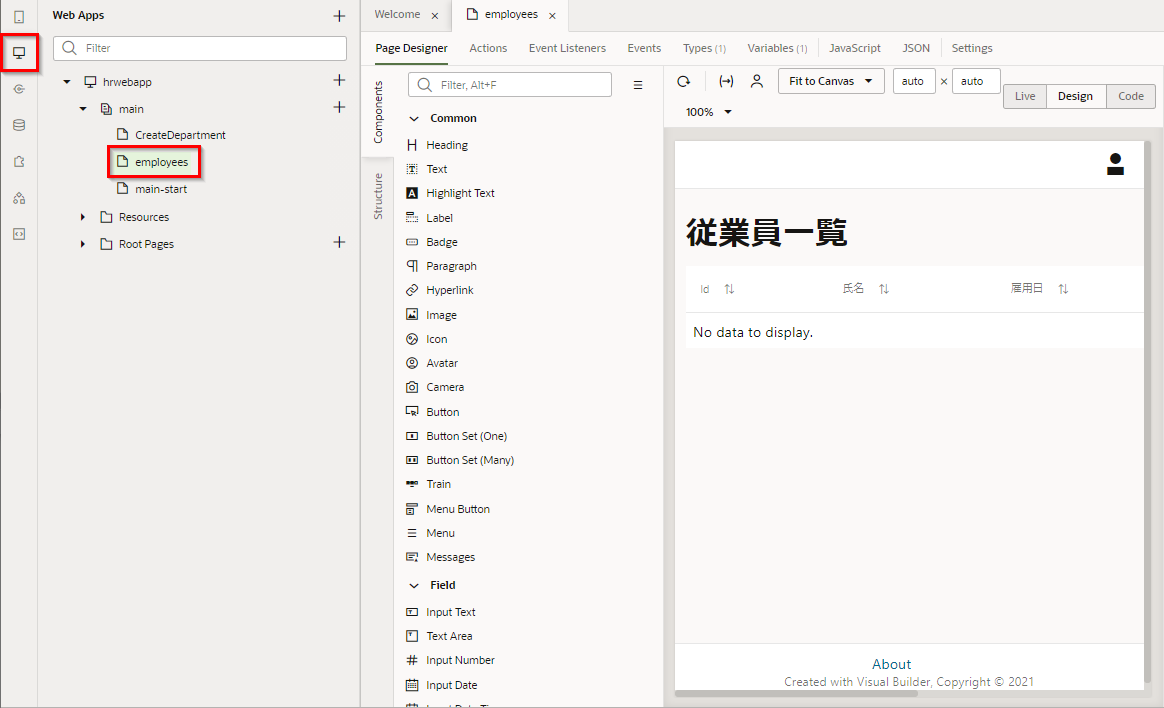 Web Apps
Filter
hrwebapp
main
CreateDepartment
employees
main-start
Resources
Root Pages
Welcome ×
employees ×
Page Designer Actions Event Listeners Events Types (1) Variables (1) JavaScript JSON Settings
Components
Structure
Filter, Alt+F
Common
Heading
Text
Highlight Text
Label
Badge
Paragraph
Hyperlink
Image
Icon
Avatar
Camera
Button
Button Set (One)
Button Set (Many)
Train
Menu Button
Menu
Messages
Field
Input Text
Text Area
Input Number
Input Date
Fit to Canvas auto × auto
Live Design Code
100%
従業員一覧
Id 氏名 雇用日
No data to display.
About
Created with Visual Builder, Copyright © 2021